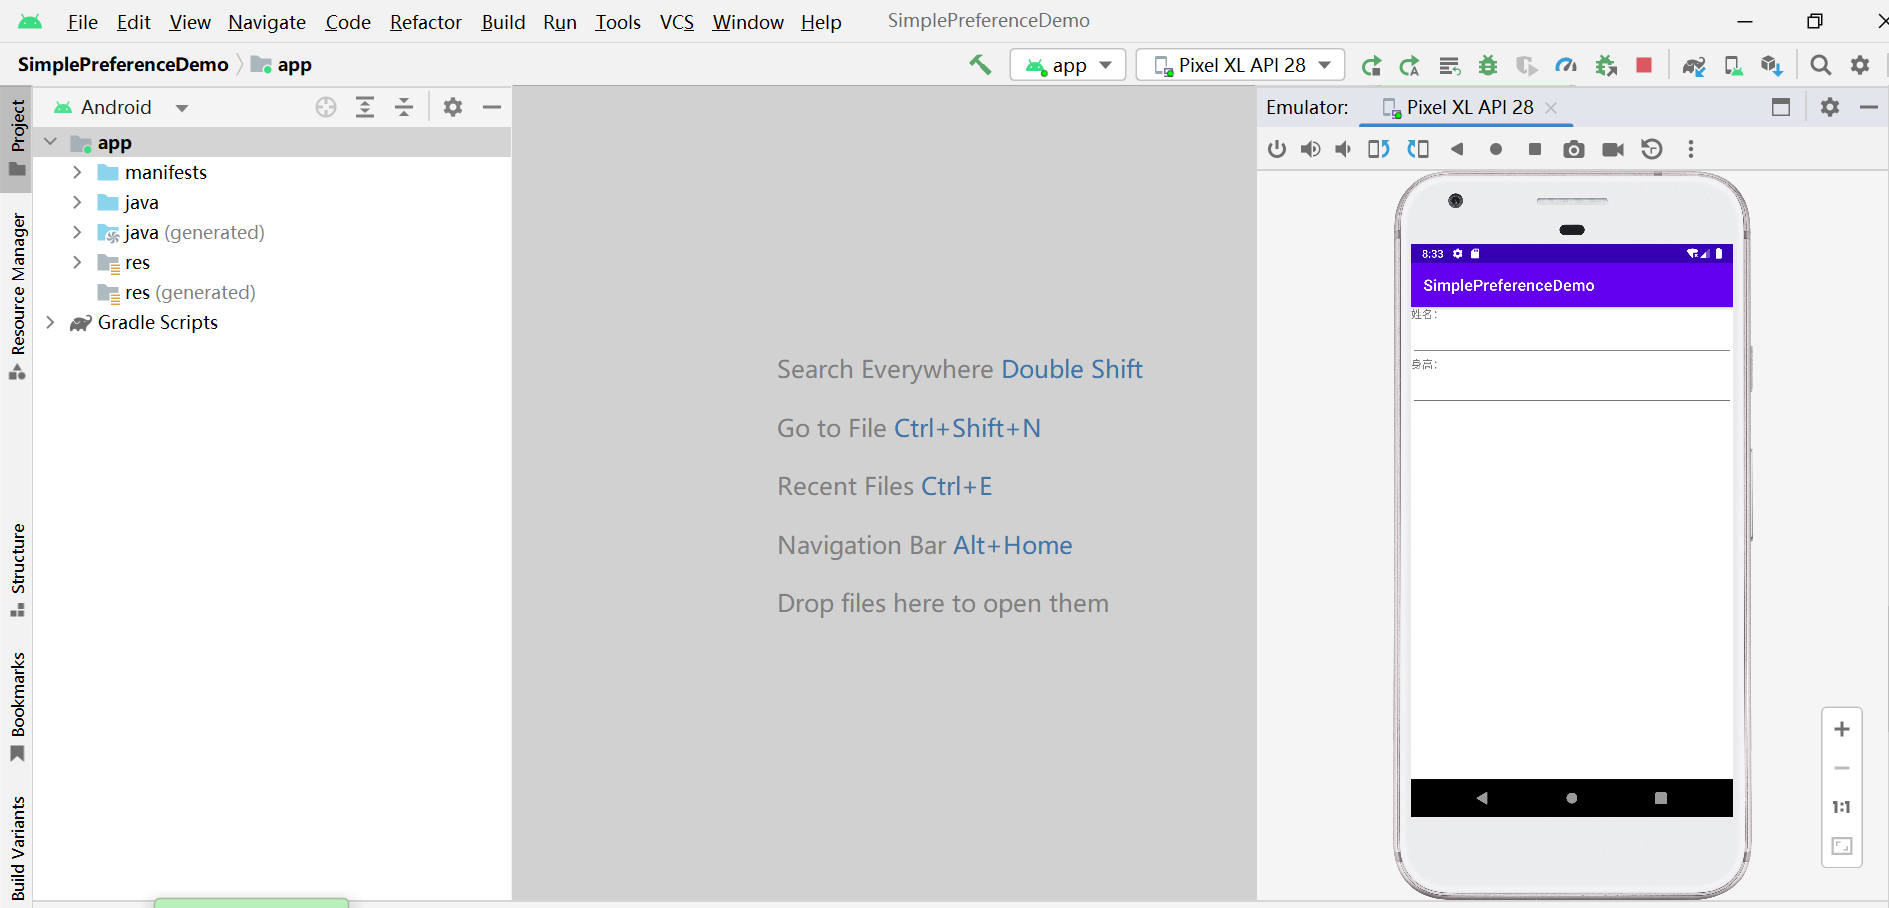 File Edit View Navigate Code Refactor Build Run Tools VCS Window Help SimplePreferenceDemo
SimplePreferenceDemo app
app Pixel XL API 28
Project
Resource Manager
Structure
Bookmarks
Build Variants
Android
app
manifests
java
java (generated)
res
res (generated)
Gradle Scripts
Search Everywhere Double Shift
Go to File Ctrl+Shift+N
Recent Files Ctrl+E
Navigation Bar Alt+Home
Drop files here to open them
Emulator: Pixel XL API 28
8:33
SimplePreferenceDemo
姓名:
身高:
1:1